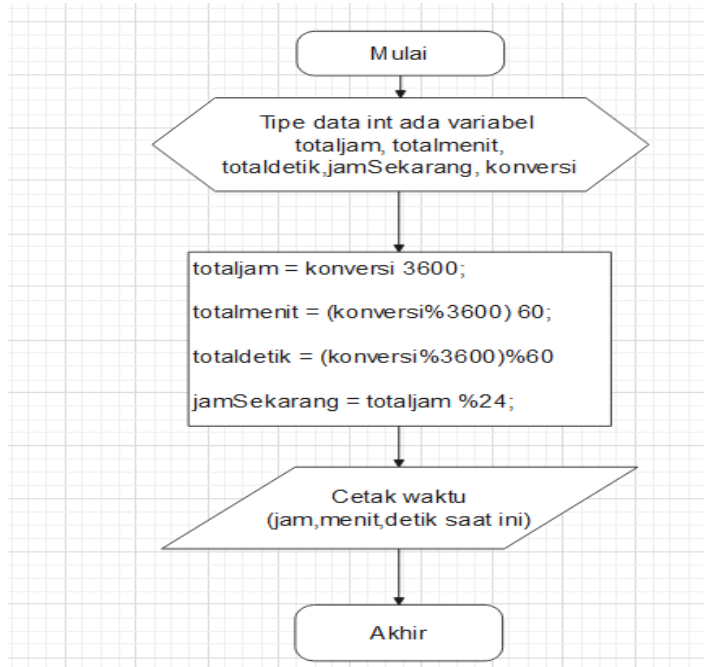 Mulai
Tipe data int ada variabel
totaljam, totalmenit,
totaldetik,jamSekarang, konversi
totaljam = konversi 3600;
totalmenit = (konversi%3600) 60;
totaldetik = (konversi%3600)%60
jamSekarang = totaljam %24;
Cetak waktu
(jam,menit,detik saat ini)
Akhir